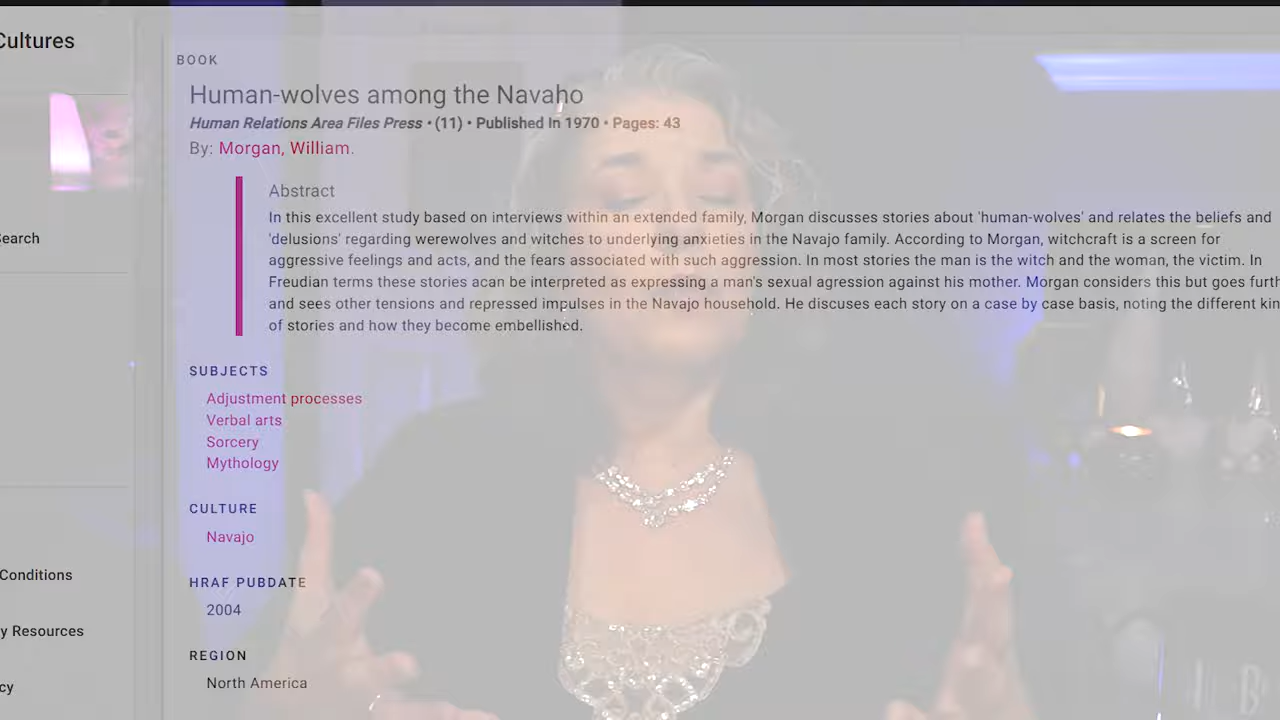 Cultures
BOOK
Human-wolves among the Navaho
Human Relations Area Files Press • (11) • Published In 1970 • Pages: 43
By: Morgan, William.
Abstract
In this excellent study based on interviews within an extended family, Morgan discusses stories about 'human-wolves' and relates the beliefs and
'delusions' regarding werewolves and witches to underlying anxieties in the Navajo family. According to Morgan, witchcraft is a screen for
Search
aggressive feelings and acts, and the fears associated with such aggression. In most stories the man is the witch and the woman, the victim. In
Freudian terms these stories acan be interpreted as expressing a man's sexual agression against his mother. Morgan considers this but goes furth
and sees other tensions and repressed impulses in the Navajo household. He discuses each story on a case by case basis, noting the different kin
of stories and how they become embellished.
SUBJECTS
Adjustment processes
Verbal arts
Sorcery
Mythology
CULTURE
Navajo
Conditions
HRAF PUBDATE
2004
y Resources
REGION
North America
cy